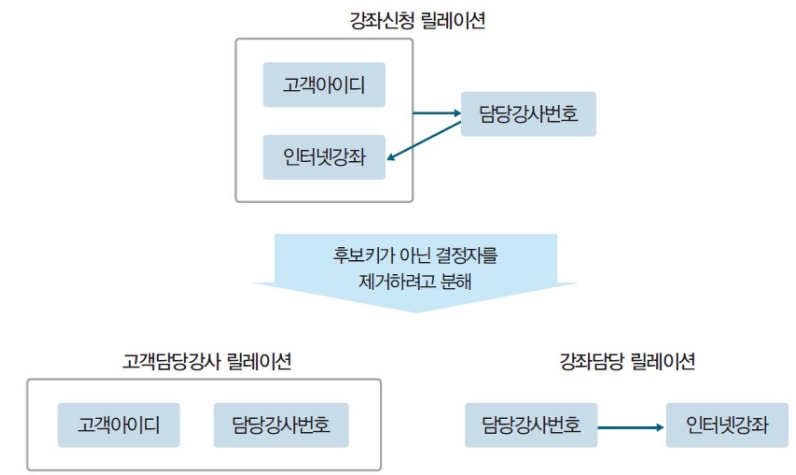 강좌신청 릴레이션
고객아이디
담당강사번호
인터넷강좌
후보키가 아닌 결정자를
제거하려고 분해
고객담당강사 릴레이션
강좌담당 릴레이션
고객아이디 담당강사번호
담당강사번호 인터넷강좌